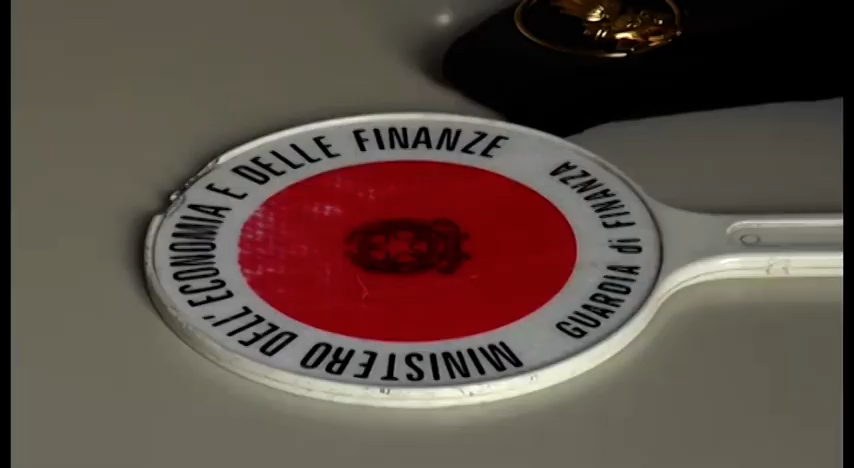 MINISTERO DELL'ECONOMIA E DELLE FINANZE
GUARDIA di FINANZA